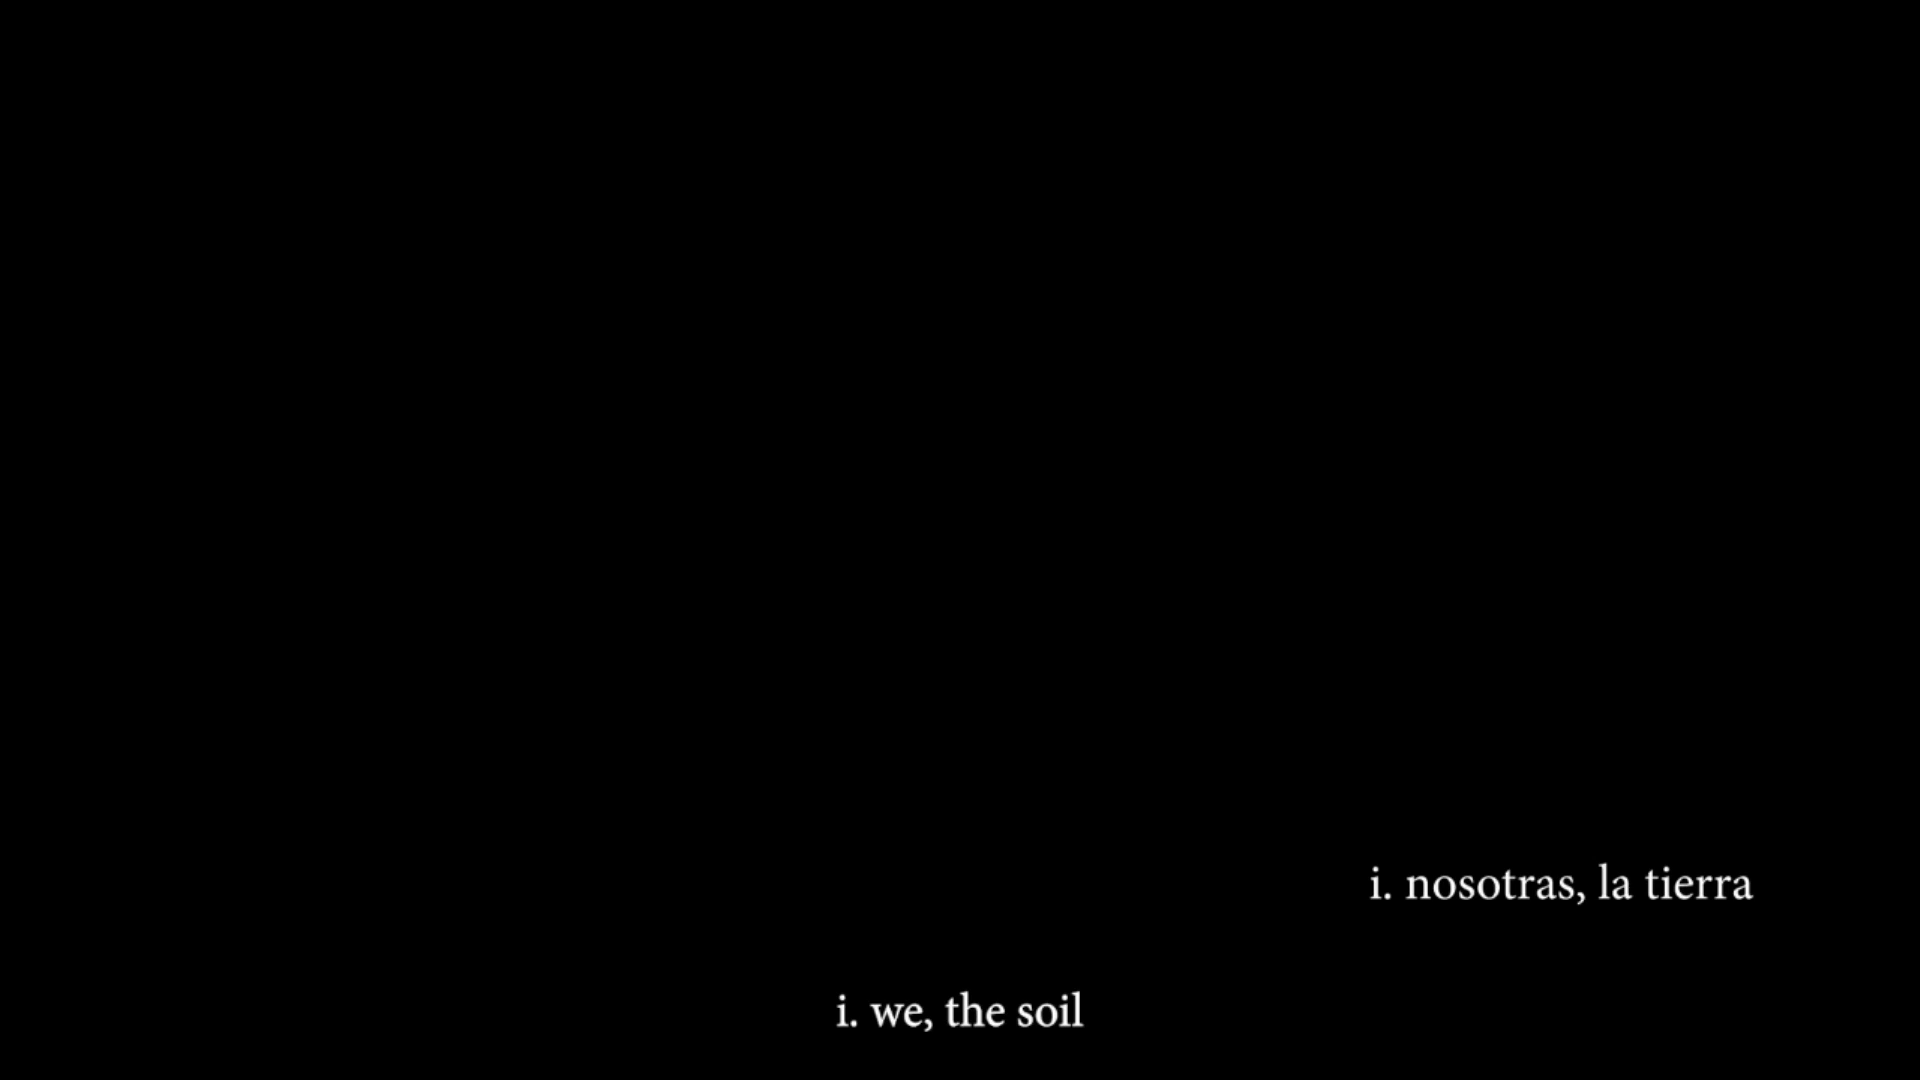 i. nosotras, la tierra
i. we, the soil